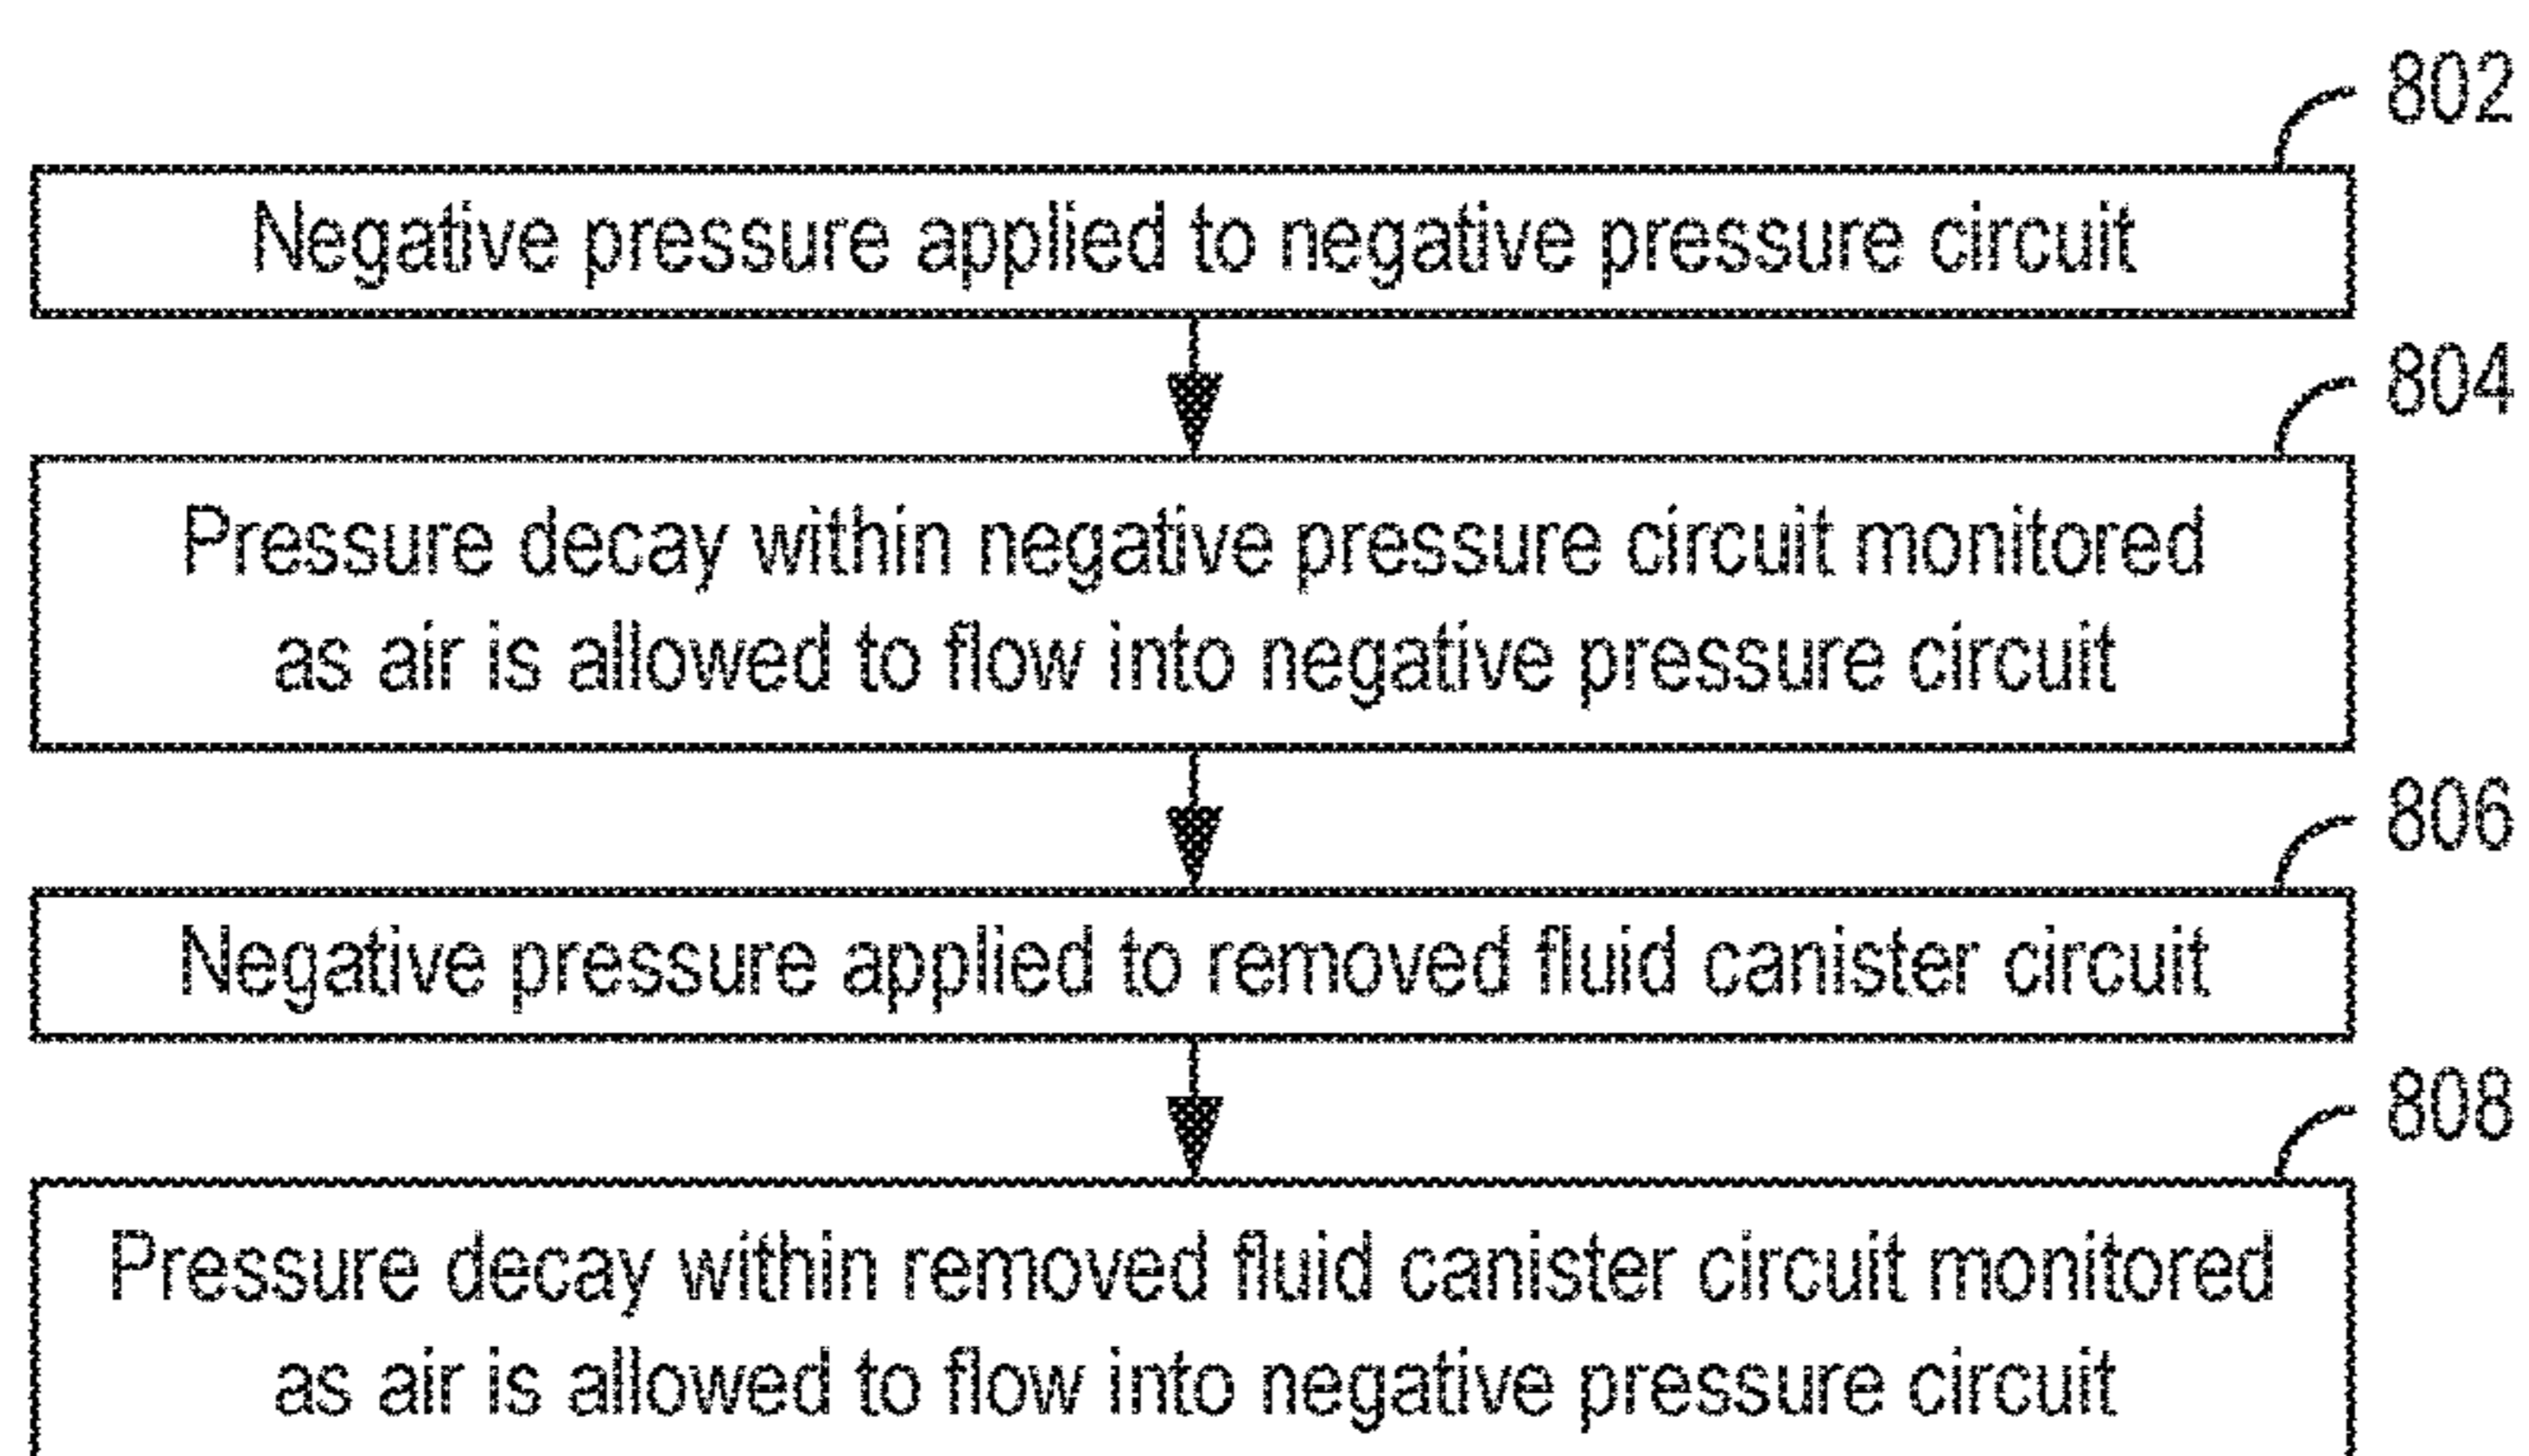 802
Negative pressure applied to negative pressure circuit
804
Pressure decay within negative pressure circuit monitored
as air is allowed to flow into negative pressure circuit
806
Negative pressure applied to removed fluid canister circuit
808
Pressure decay within removed fluid canister circuit monitored
as air is allowed to flow into negative pressure circuit